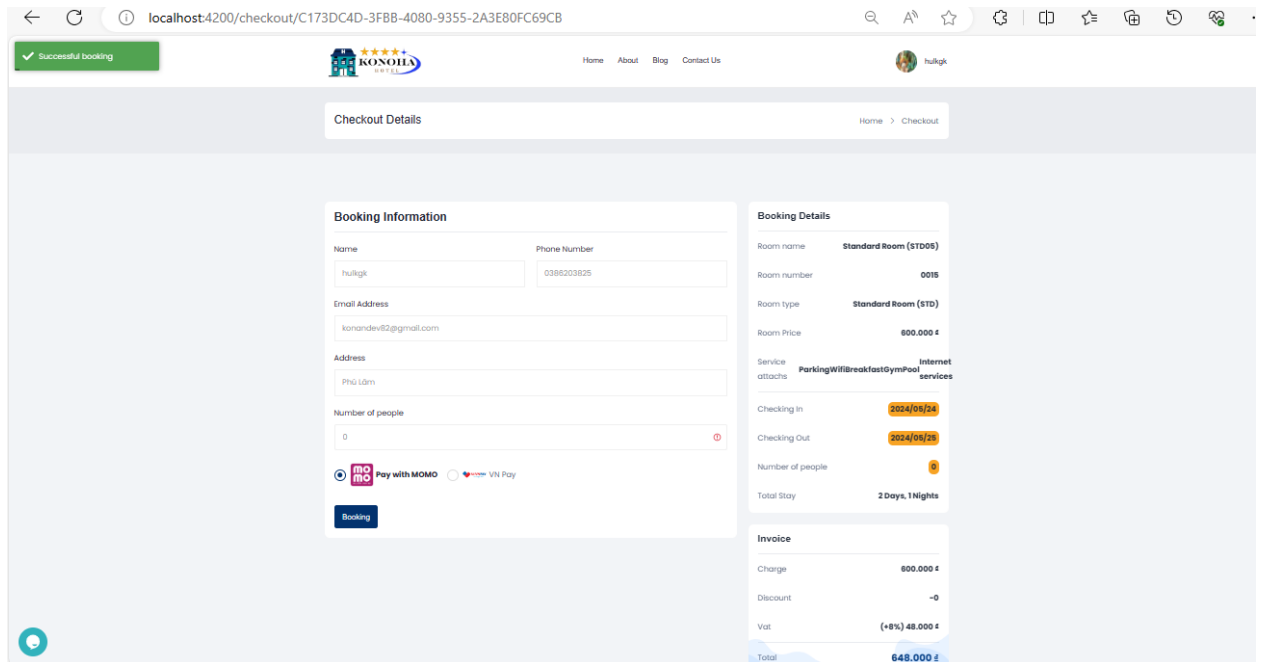 localhost:4200/checkout/C173DC4D-3FBB-4080-9355-2A3E80FC69CB
Successful booking
KONOHA
HOTEL
Home About Blog Contact Us
hulkgk
Checkout Details
Home > Checkout
Booking Information
Name
Phone Number
hulkgk
0386203825
Email Address
konandev82@gmail.com
Address
Phù Lâm
Number of people
0
momo Pay with MOMO
VN Pay
Booking
Booking Details
Room name Standard Room (STD05)
Room number 0015
Room type Standard Room (STD)
Room Price 600.000 ₫
Service attachs ParkingWifiBreakfastGymPool Internet services
Checking In 2024/05/24
Checking Out 2024/05/25
Number of people 0
Total Stay 2 Days, 1 Nights
Invoice
Charge 600.000 ₫
Discount -0
Vat (+8%) 48.000 ₫
Total 648.000 ₫